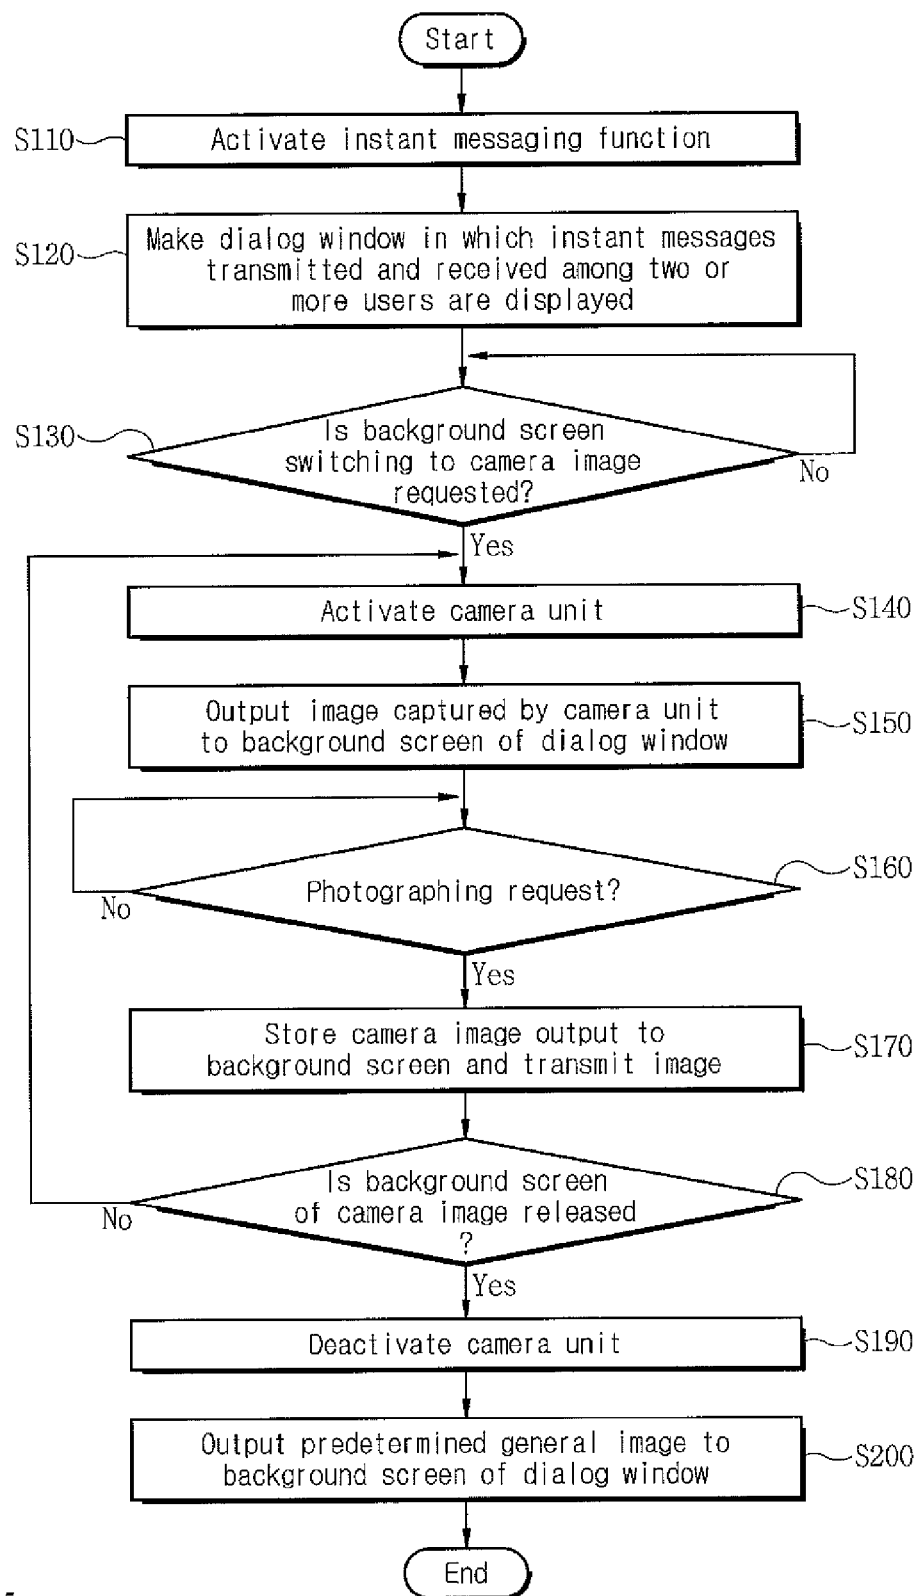 Start
S110
Activate instant messaging function
S120
Make dialog window in which instant messages
transmitted and received among two or
more users are displayed
S130
Is background screen
switching to camera image
requested?
No
Yes
Activate camera unit
S140
Output image captured by camera unit
to background screen of dialog window
S150
Photographing request?
S160
No
Yes
Store camera image output to
background screen and transmit image
S170
Is background screen
of camera image released
?
S180
No
Yes
Deactivate camera unit
S190
Output predetermined general image to
background screen of dialog window
S200
End